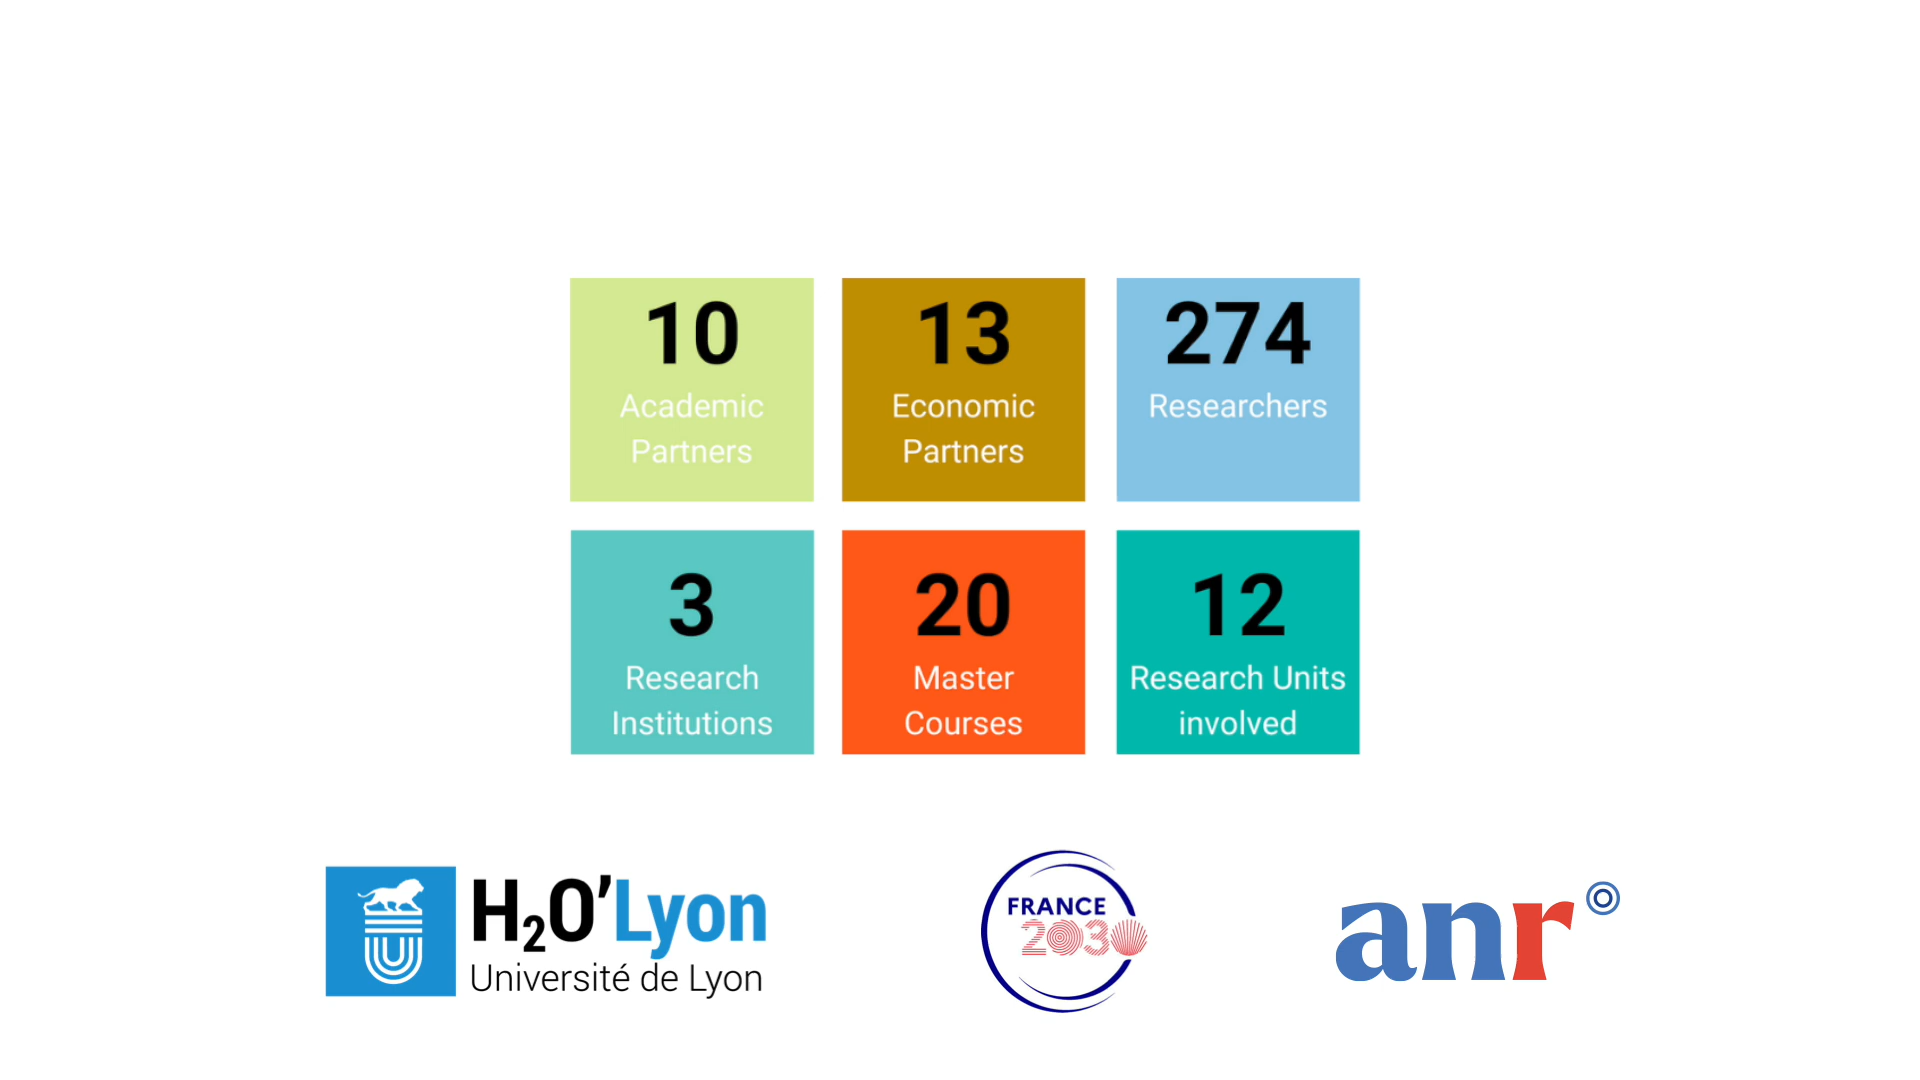 10
Academic
Partners
13
Economic
Partners
274
Researchers
3
Research
Institutions
20
Master
Courses
12
Research Units
involved
H₂O'Lyon
Université de Lyon
FRANCE
2030
anr